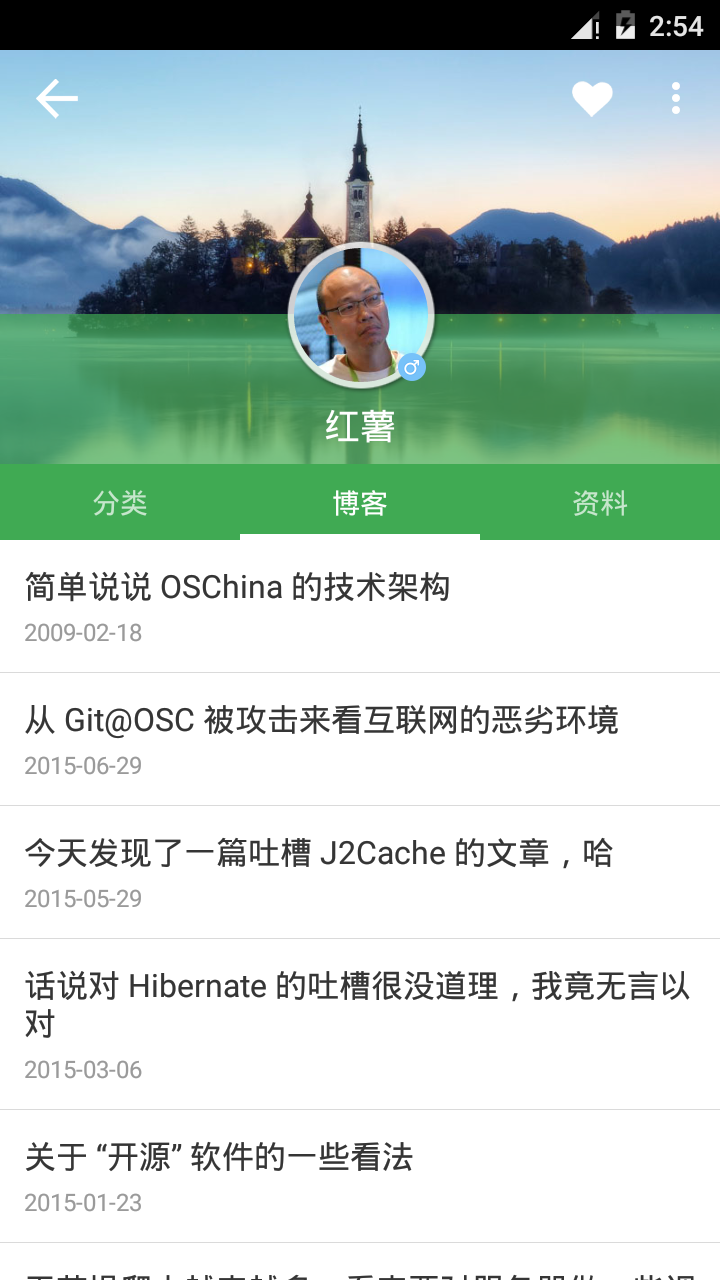 2:54
红薯
分类 博客 资料
简单说说 OSChina 的技术架构
2009-02-18
从 Git@OSC 被攻击来看互联网的恶劣环境
2015-06-29
今天发现了一篇吐槽 J2Cache 的文章，哈
2015-05-29
话说对 Hibernate 的吐槽很没道理，我竟无言以
对
2015-03-06
关于 “开源” 软件的一些看法
2015-01-23